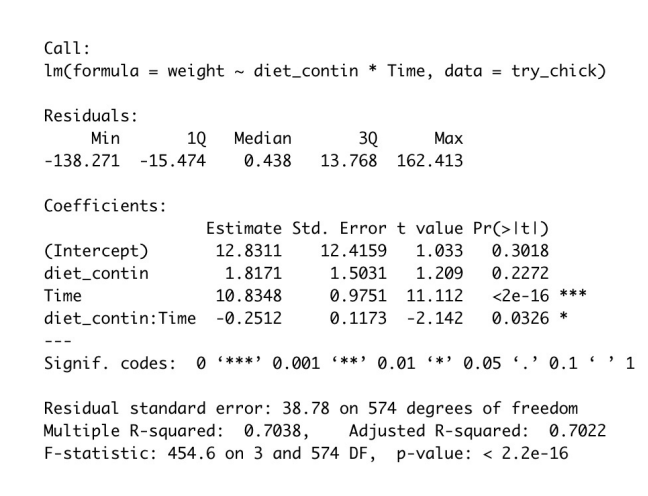 Call:
lm(formula = weight ~ diet_contin * Time, data = try_chick)
Residuals:
Min 1Q Median 3Q Max
-138.271 -15.474 0.438 13.768 162.413
Coefficients:
Estimate Std. Error t value Pr(>|t|)
(Intercept) 12.8311 12.4159 1.033 0.3018
diet_contin 1.8171 1.5031 1.209 0.2272
Time 10.8348 0.9751 11.112 <2e-16 ***
diet_contin:Time -0.2512 0.1173 -2.142 0.0326 *
---
Signif. codes: 0 ‘***’ 0.001 ‘**’ 0.01 ‘*’ 0.05 ‘.’ 0.1 ‘ ’ 1
Residual standard error: 38.78 on 574 degrees of freedom
Multiple R-squared: 0.7038, Adjusted R-squared: 0.7022
F-statistic: 454.6 on 3 and 574 DF, p-value: < 2.2e-16